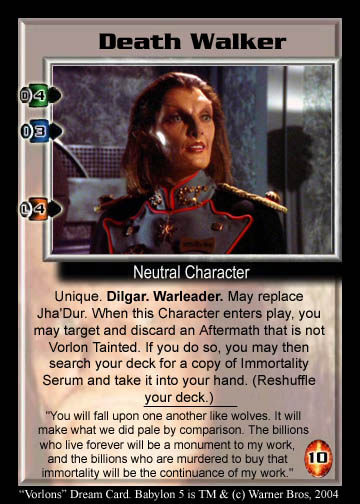 Death Walker
D 4
I 3
L 4
Neutral Character
Unique. Dilgar. Warleader. May replace
Jha'Dur. When this Character enters play, you
may target and discard an Aftermath that is not
Vorlon Tainted. If you do so, you may then
search your deck for a copy of Immortality
Serum and take it into your hand. (Reshuffle
your deck.)
"You will fall upon one another like wolves. It will
make what we did pale by comparison. The billions
who live forever will be a monument to my work,
and the billions who are murdered to buy that
immortality will be the continuance of my work."
10
"Vorlons" Dream Card. Babylon 5 is TM & (c) Warner Bros, 2004